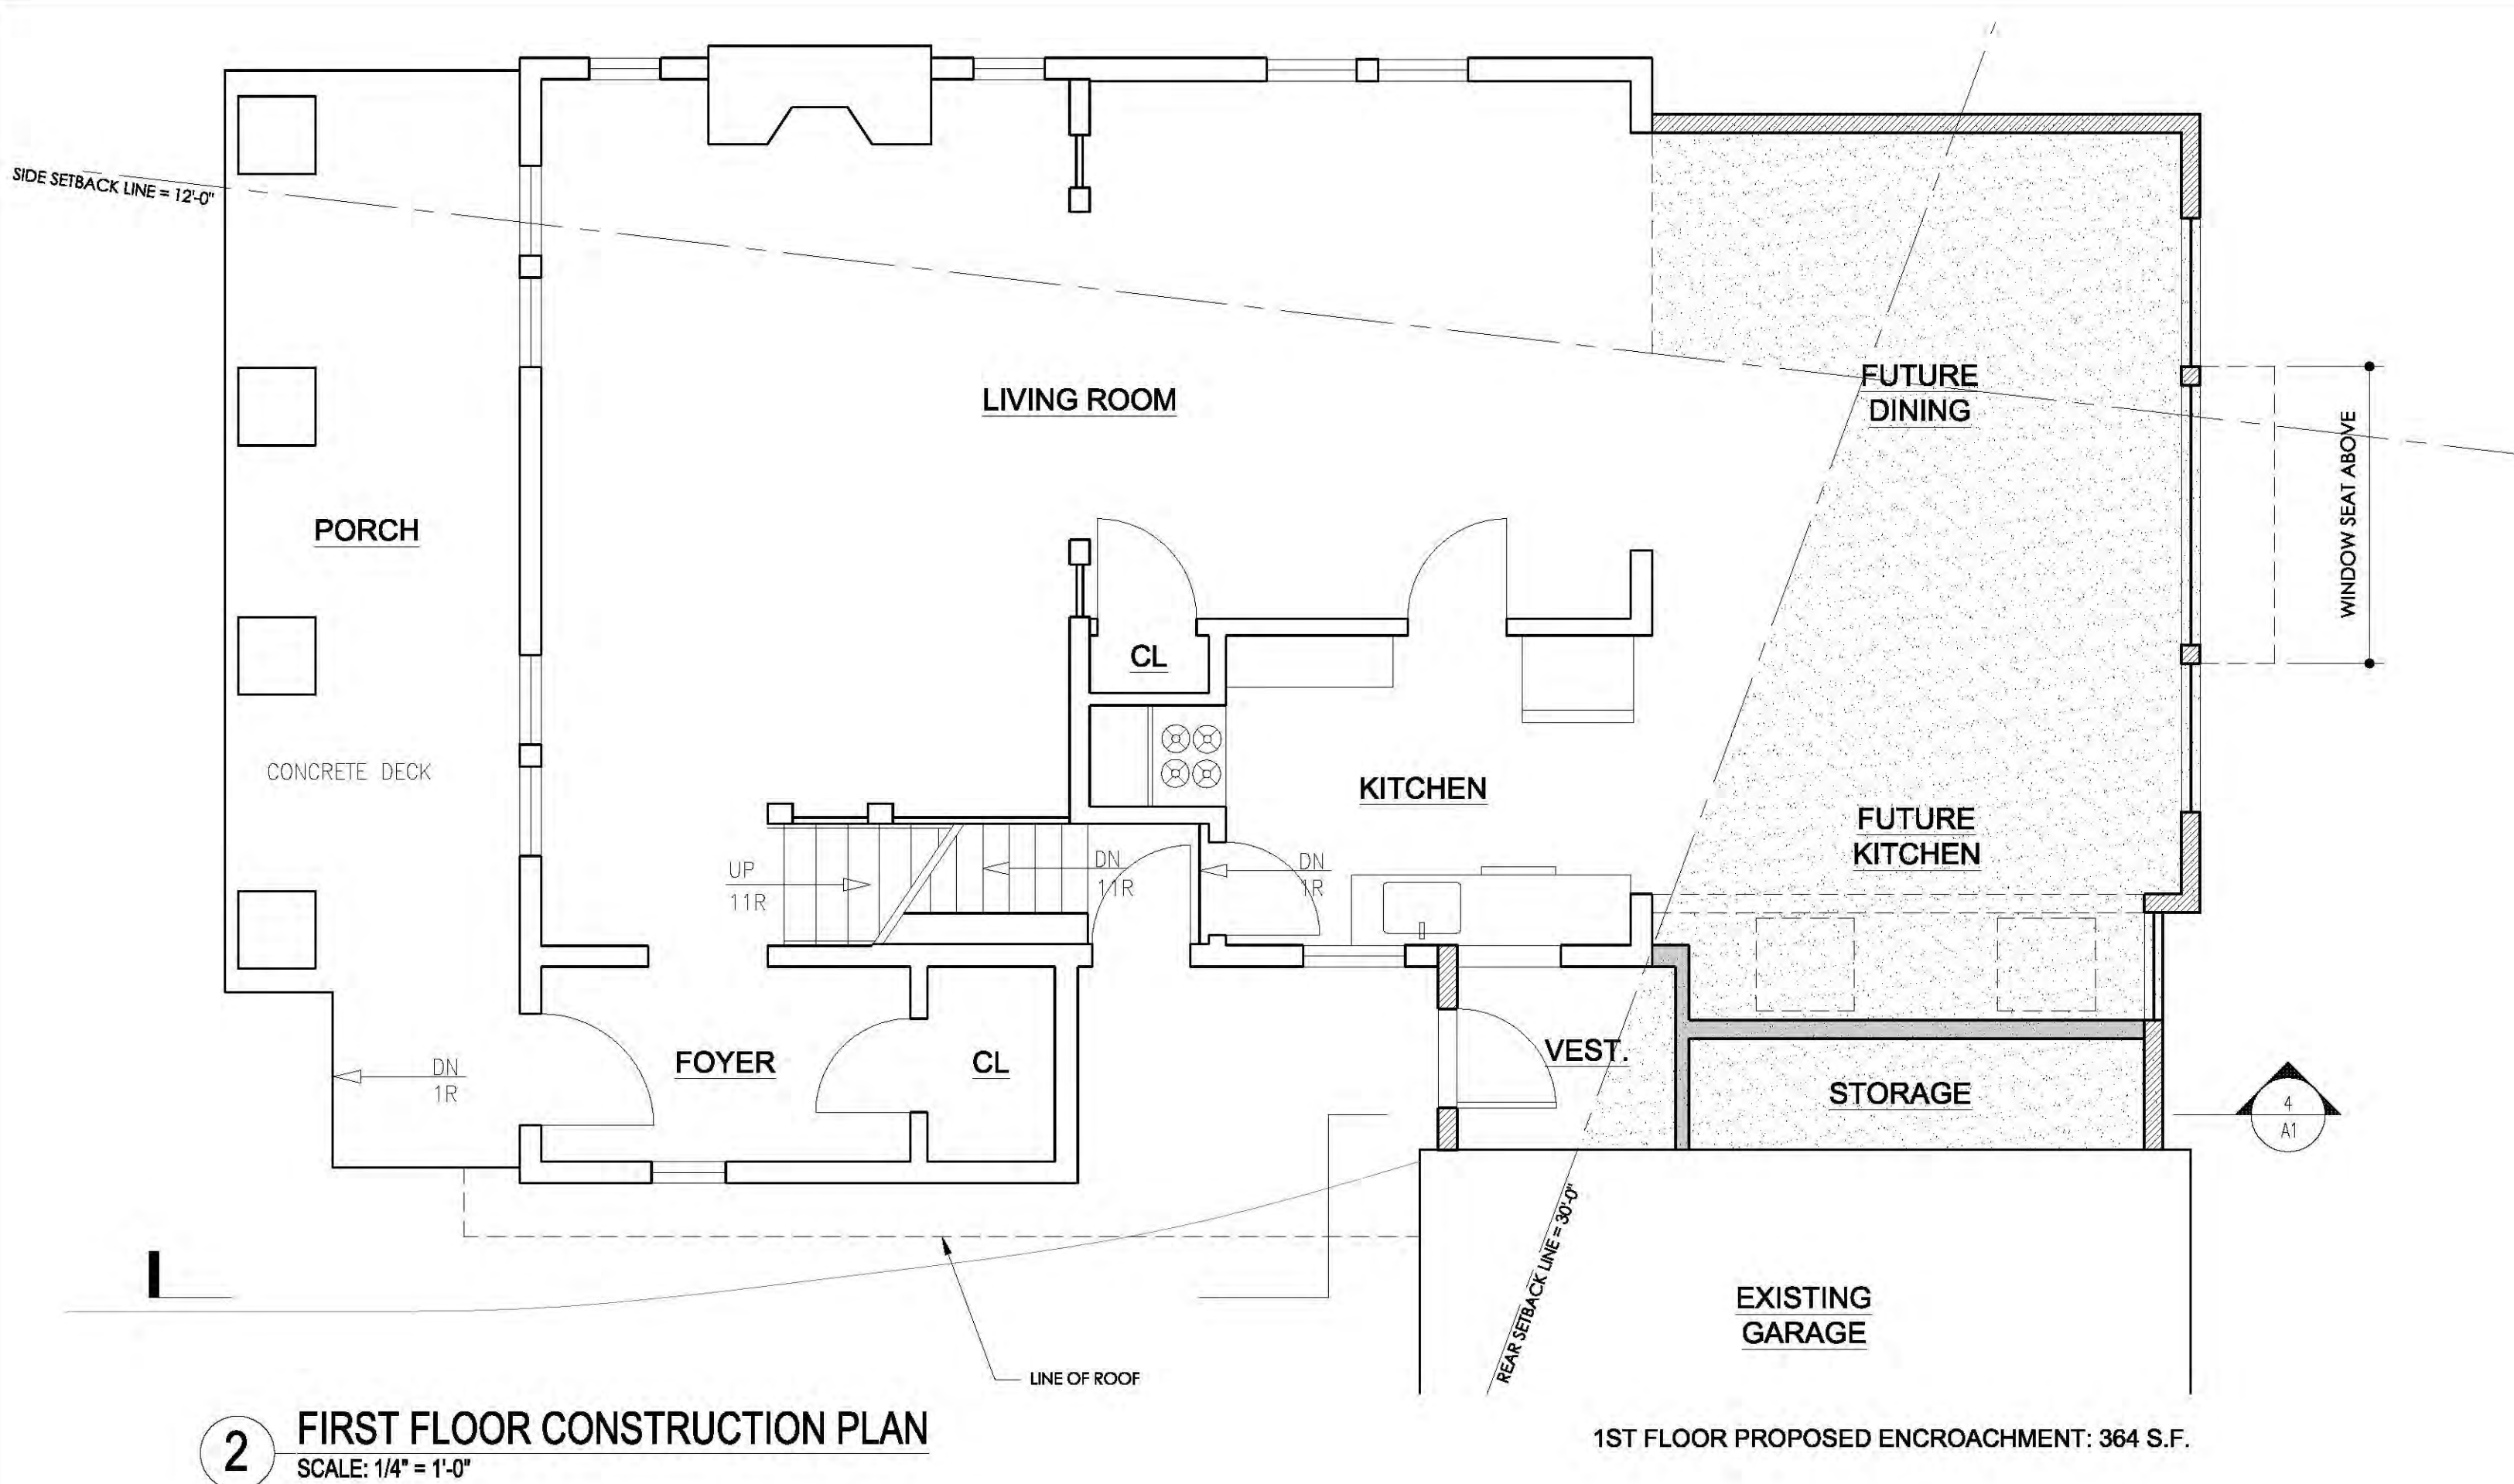 SIDE SETBACK LINE = 12'-0"
LIVING ROOM
FUTURE
DINING
WINDOW SEAT ABOVE
PORCH
CL
CONCRETE DECK
KITCHEN
FUTURE
KITCHEN
UP
11R
DN
11R
DN
1R
DN
1R
FOYER
CL
VEST.
STORAGE
4
A1
REAR SETBACK LINE = 30'-0"
EXISTING
GARAGE
LINE OF ROOF
2
FIRST FLOOR CONSTRUCTION PLAN
SCALE: 1/4" = 1'-0"
1ST FLOOR PROPOSED ENCROACHMENT: 364 S.F.